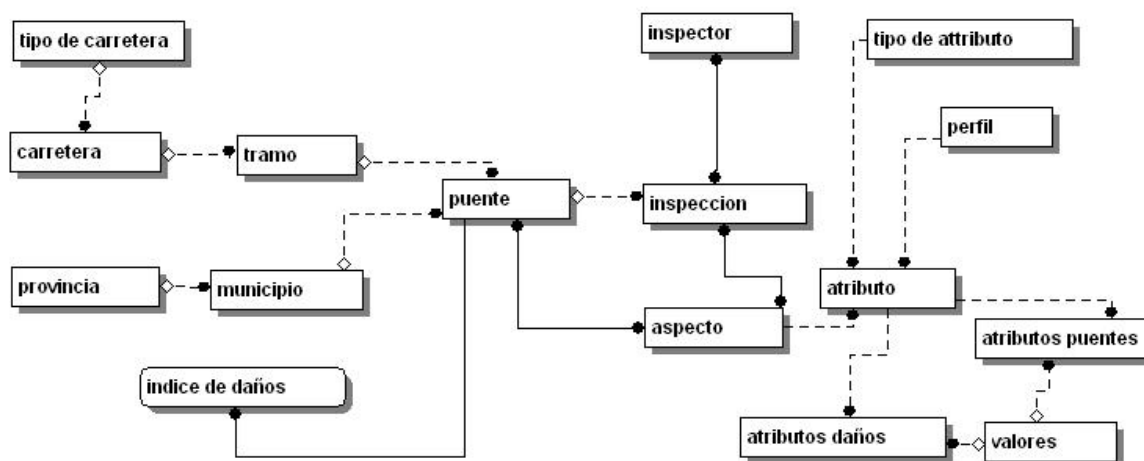 tipo de carretera
inspector
tipo de attributo
perfil
carretera
tramo
puente
inspeccion
provincia
municipio
atributo
aspecto
atributos puentes
indice de daños
atributos daños
valores